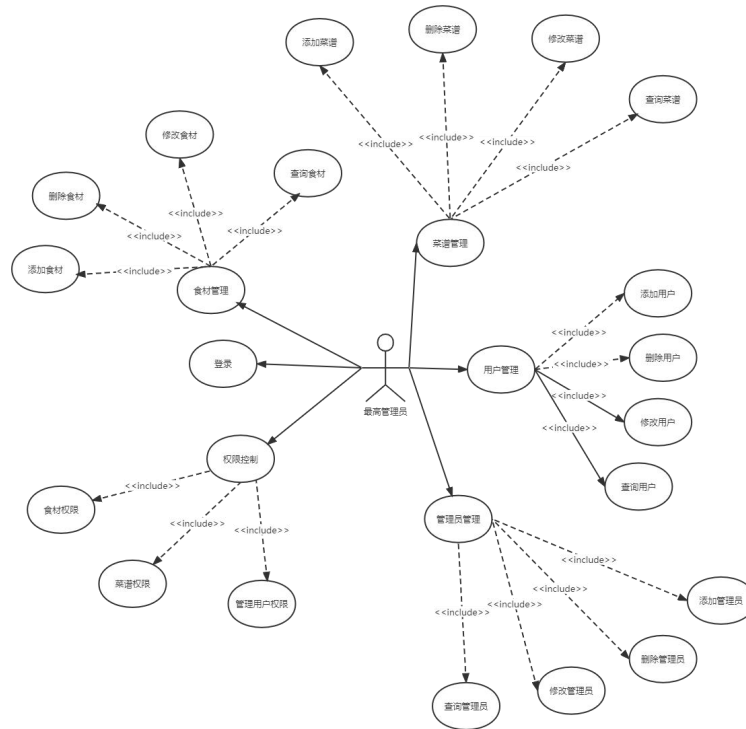 删除菜谱
添加菜谱
修改菜谱
查询菜谱
<<include>>
<<include>>
<<include>>
<<include>>
修改食材
查询食材
删除食材
添加食材
<<include>>
<<include>>
<<include>>
<<include>>
菜谱管理
食材管理
登录
最高管理员
用户管理
添加用户
删除用户
修改用户
查询用户
<<include>>
<<include>>
<<include>>
<<include>>
权限控制
<<include>>
<<include>>
<<include>>
食材权限
菜谱权限
管理用户权限
管理员管理
<<include>>
<<include>>
<<include>>
<<include>>
添加管理员
删除管理员
修改管理员
查询管理员